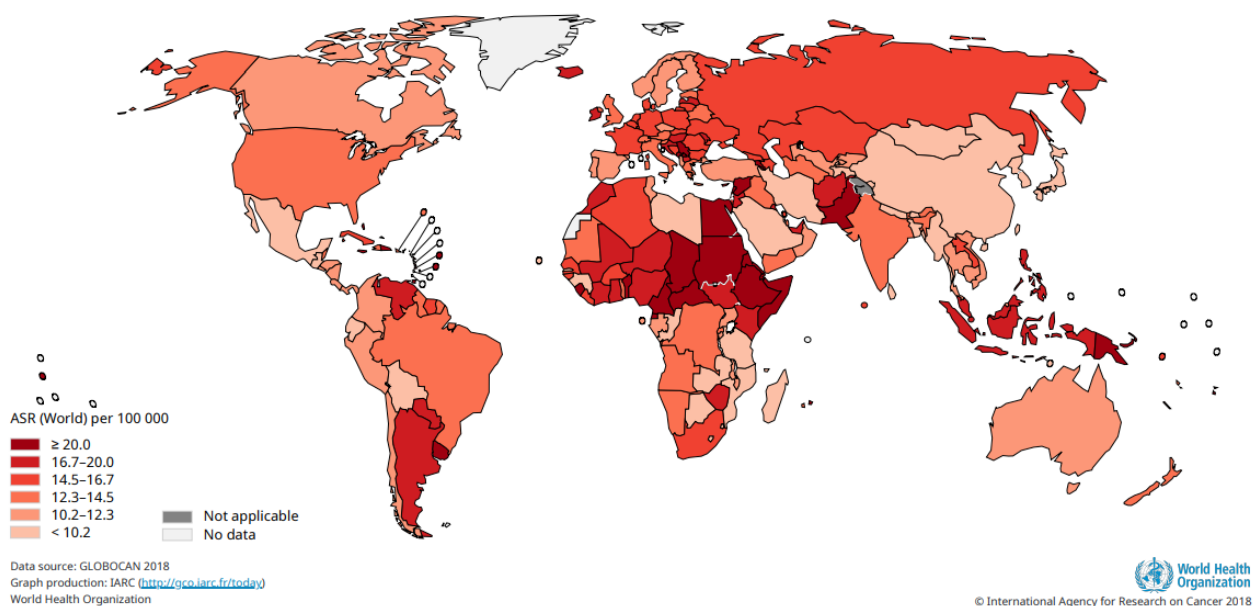 ASR (World) per 100 000
≥ 20.0
16.7–20.0
14.5–16.7
12.3–14.5
10.2–12.3
< 10.2
Not applicable
No data
Data source: GLOBOCAN 2018
Graph production: IARC (http://gco.iarc.fr/today)
World Health Organization
World Health
Organization
© International Agency for Research on Cancer 2018